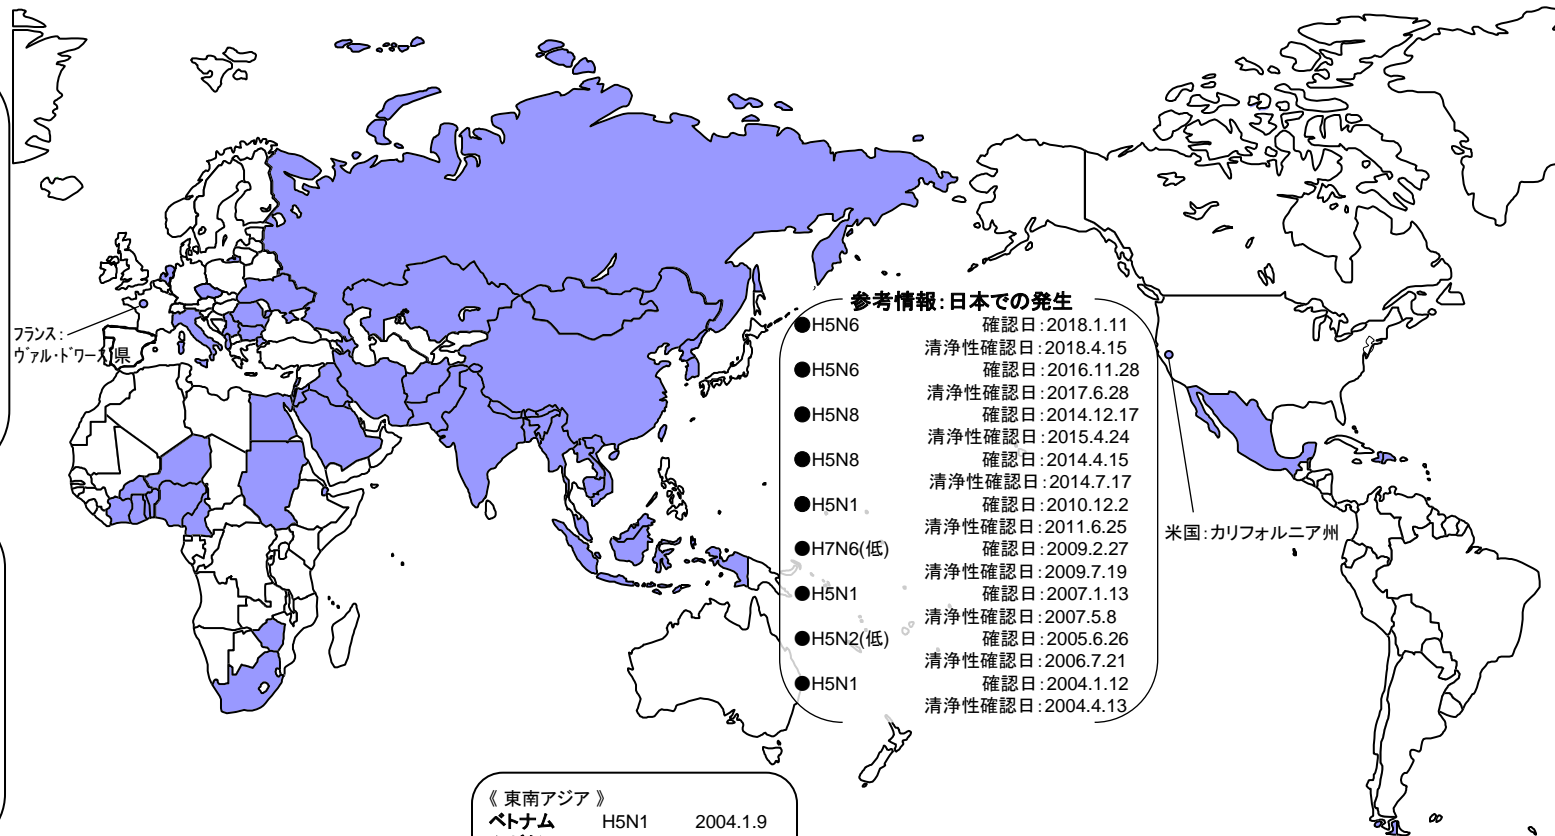 参考情報:日本での発生
●H5N6 確認日:2018.1.11
清浄性確認日:2018.4.15
●H5N6 確認日:2016.11.28
清浄性確認日:2017.6.28
●H5N8 確認日:2014.12.17
清浄性確認日:2015.4.24
●H5N8 確認日:2014.4.15
清浄性確認日:2014.7.17
●H5N1 確認日:2010.12.2
清浄性確認日:2011.6.25
●H7N6(低) 確認日:2009.2.27
清浄性確認日:2009.7.19
●H5N1 確認日:2007.1.13
清浄性確認日:2007.5.8
●H5N2(低) 確認日:2005.6.26
清浄性確認日:2006.7.21
●H5N1 確認日:2004.1.12
清浄性確認日:2004.4.13
フランス:
ヴァル・ドワーズ県
米国:カリフォルニア州
《 東南アジア 》
ベトナム H5N1 2004.1.9